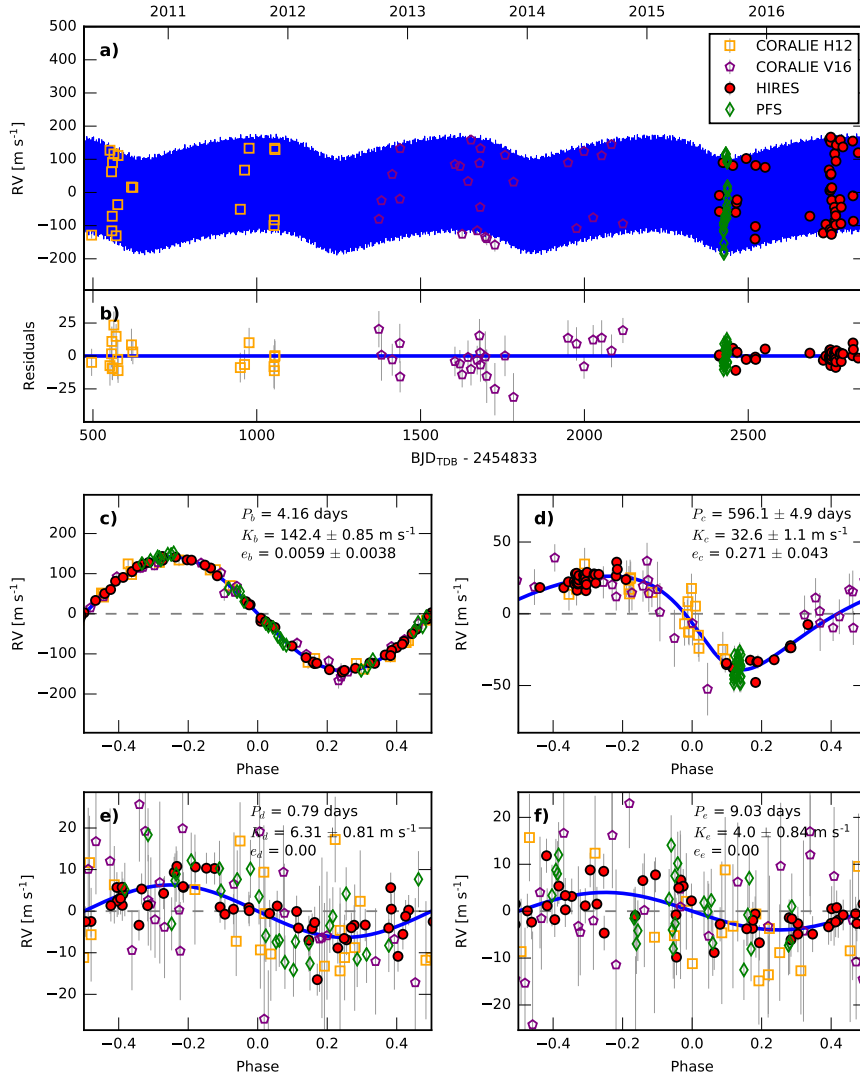 2011 2012 2013 2014 2015 2016
a)
CORALIE H12
CORALIE V16
HIRES
PFS
500
400
300
200
100
0
−100
−200
RV [m s⁻¹]
b)
25
0
−25
Residuals
500 1000 1500 2000 2500
BJD_TDB - 2454833
c)
P_b = 4.16 days
K_b = 142.4 ± 0.85 m s⁻¹
e_b = 0.0059 ± 0.0038
200
100
0
−100
−200
RV [m s⁻¹]
−0.4 −0.2 0.0 0.2 0.4
Phase
d)
P_c = 596.1 ± 4.9 days
K_c = 32.6 ± 1.1 m s⁻¹
e_c = 0.271 ± 0.043
50
0
−50
RV [m s⁻¹]
−0.4 −0.2 0.0 0.2 0.4
Phase
e)
P_d = 0.79 days
K_d = 6.31 ± 0.81 m s⁻¹
e_d = 0.00
20
10
0
−10
−20
RV [m s⁻¹]
−0.4 −0.2 0.0 0.2 0.4
Phase
f)
P_e = 9.03 days
K_e = 4.0 ± 0.84 m s⁻¹
e_e = 0.00
20
10
0
−10
−20
RV [m s⁻¹]
−0.4 −0.2 0.0 0.2 0.4
Phase